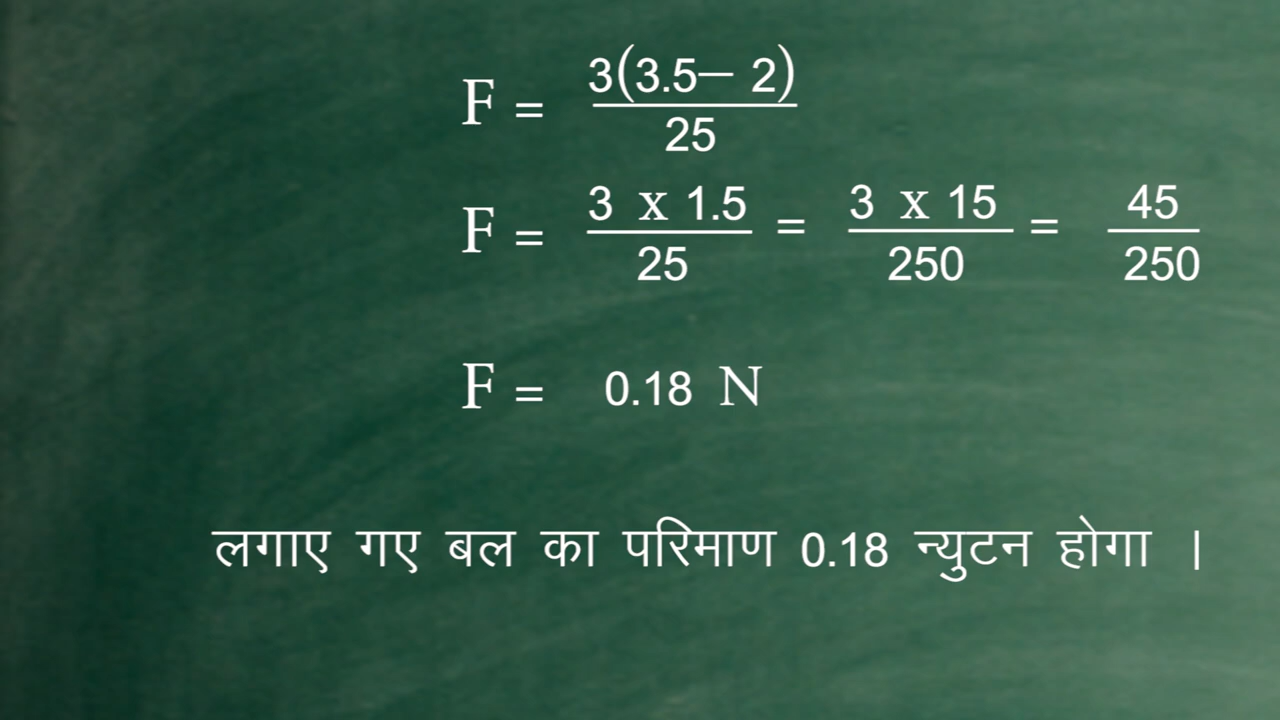 F = 3(3.5— 2) / 25
F = 3 x 1.5 / 25 = 3 x 15 / 250 = 45 / 250
F = 0.18 N
लगाए गए बल का परिमाण 0.18 न्युटन होगा ।